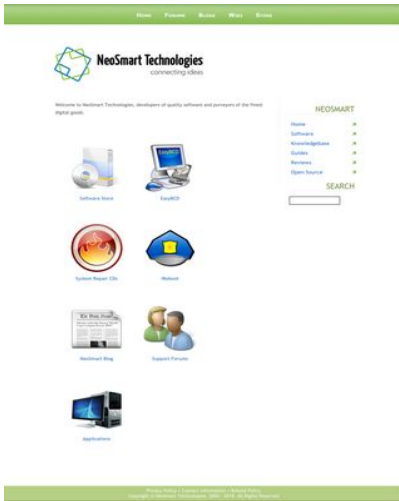 Home Forums Blogs Wiki Store
NeoSmart Technologies
connecting ideas
Welcome to NeoSmart Technologies, developers of quality software and purveyors of the finest
digital goods.
Software Store
EasyBCD
System Repair CDs
NeoSmart Blog
Support Forums
Applications
NEOSMART
Home
Software
Knowledgebase
Guides
Reviews
Open Source
SEARCH
Privacy Policy